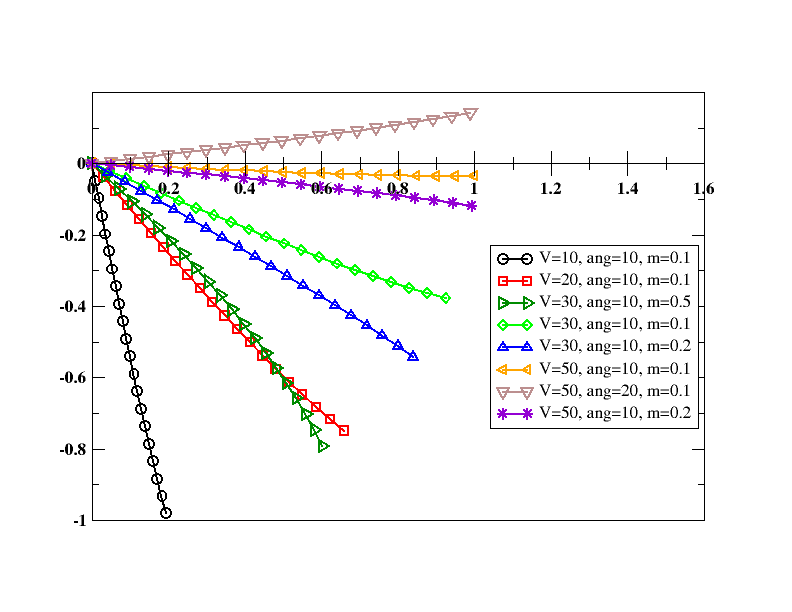 0
0
0.2
0.4
0.6
0.8
1
1.2
1.4
1.6
-0.2
-0.4
-0.6
-0.8
-1
V=10, ang=10, m=0.1
V=20, ang=10, m=0.1
V=30, ang=10, m=0.5
V=30, ang=10, m=0.1
V=30, ang=10, m=0.2
V=50, ang=10, m=0.1
V=50, ang=20, m=0.1
V=50, ang=10, m=0.2